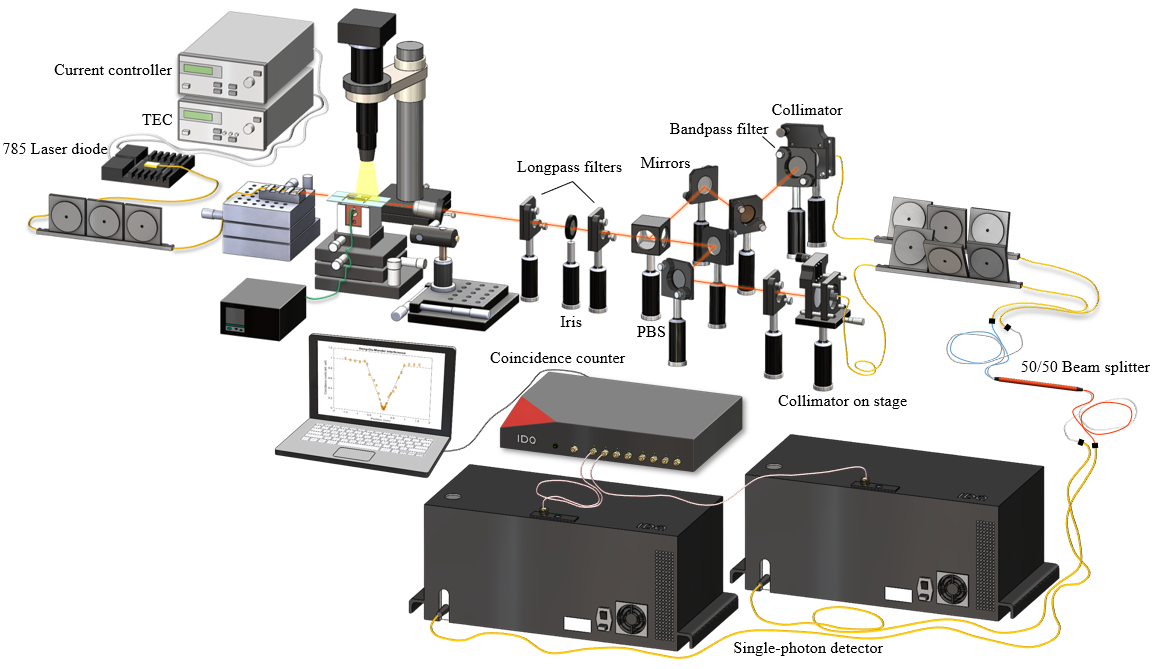 Current controller
TEC
785 Laser diode
Collimator
Bandpass filter
Mirrors
Longpass filters
Iris
PBS
Collimator on stage
Coincidence counter
50/50 Beam splitter
IDQ
Single-photon detector